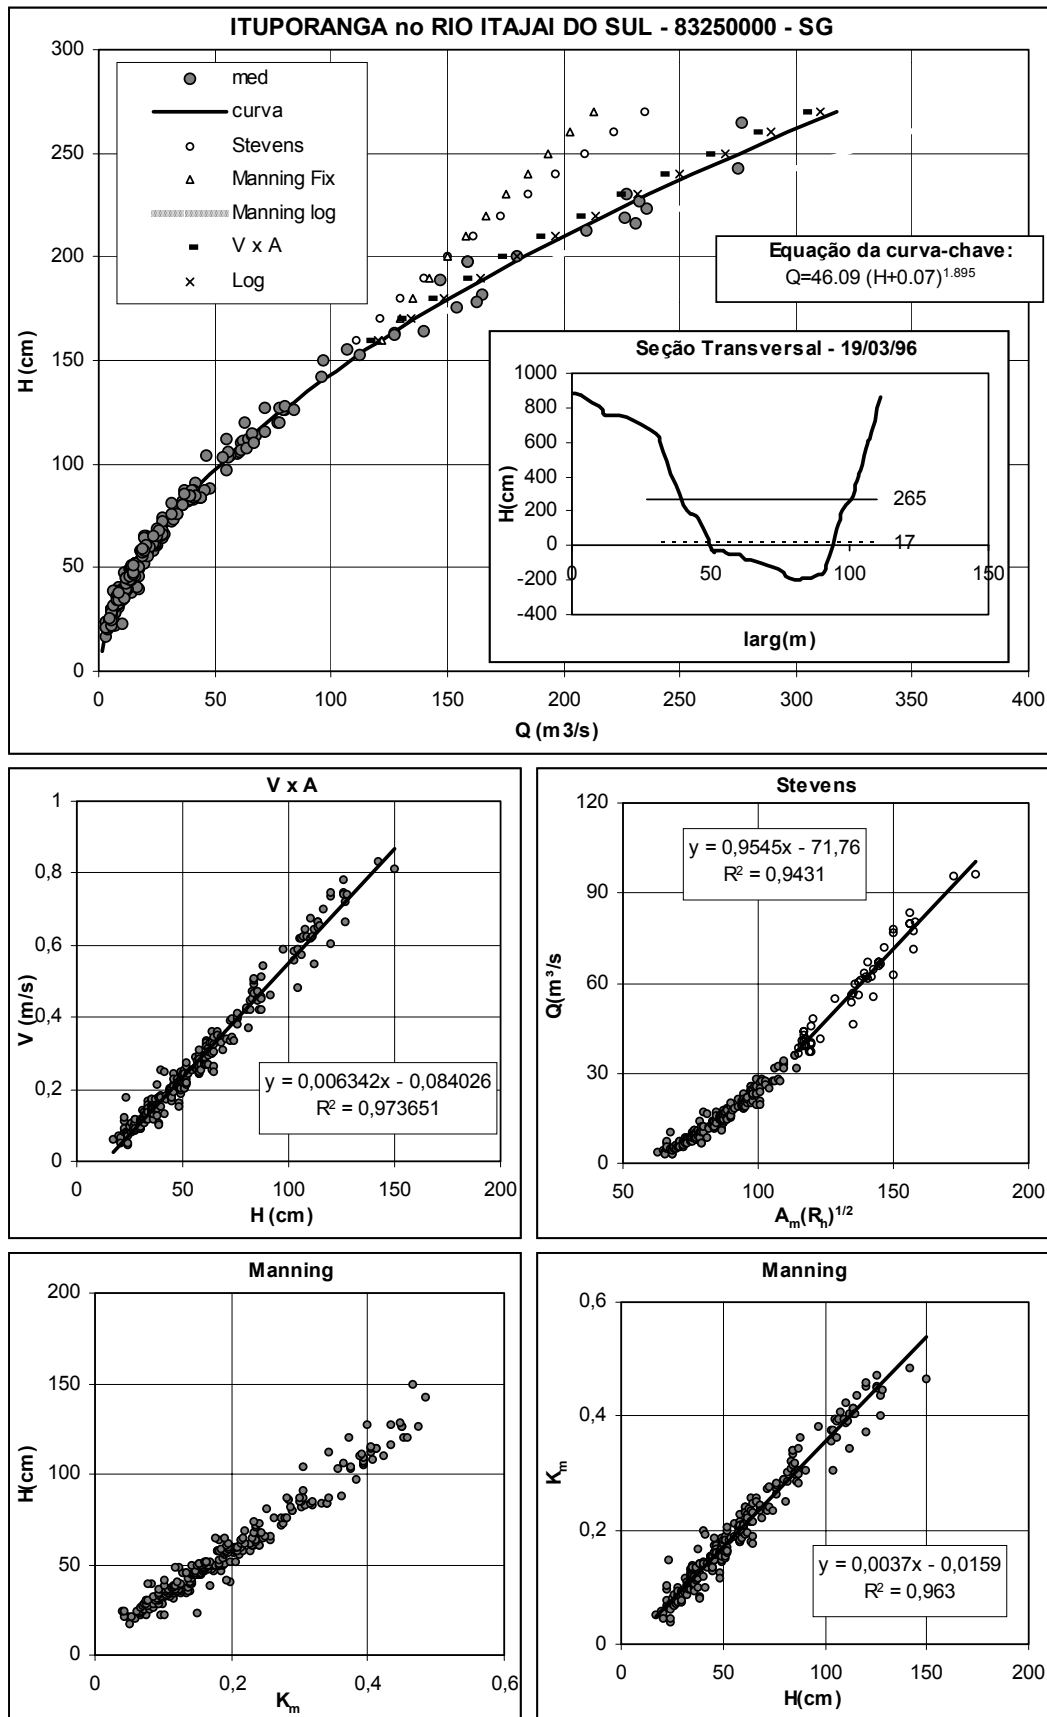 ITUPORANGA no RIO ITAJAI DO SUL - 83250000 - SG
300
250
200
150
100
50
0
H (cm)
med
curva
Stevens
Manning Fix
Manning log
V x A
Log
Equação da curva-chave:
Q=46.09 (H+0.07)^1.895
Seção Transversal - 19/03/96
1000
800
600
400
200
0
-200
-400
H(cm)
265
17
0 50 100 150
larg(m)
0 50 100 150 200 250 300 350 400
Q (m3/s)
V x A
1
0,8
0,6
0,4
0,2
0
V (m/s)
y = 0,006342x - 0,084026
R² = 0,973651
0 50 100 150 200
H (cm)
Stevens
120
90
60
30
0
Q(m³/s
y = 0,9545x - 71,76
R² = 0,9431
50 100 150 200
Aₘ(Rₕ)^1/2
Manning
200
150
100
50
0
H(cm)
0 0,2 0,4 0,6
Kₘ
Manning
0,6
0,4
0,2
0
Kₘ
y = 0,0037x - 0,0159
R² = 0,963
0 50 100 150 200
H(cm)